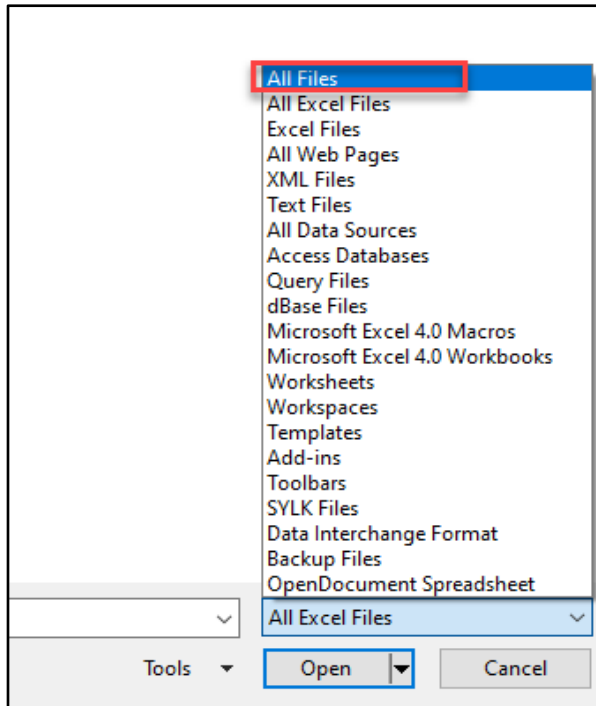 All Files
All Excel Files
Excel Files
All Web Pages
XML Files
Text Files
All Data Sources
Access Databases
Query Files
dBase Files
Microsoft Excel 4.0 Macros
Microsoft Excel 4.0 Workbooks
Worksheets
Workspaces
Templates
Add-ins
Toolbars
SYLK Files
Data Interchange Format
Backup Files
OpenDocument Spreadsheet
All Excel Files
Tools Open Cancel